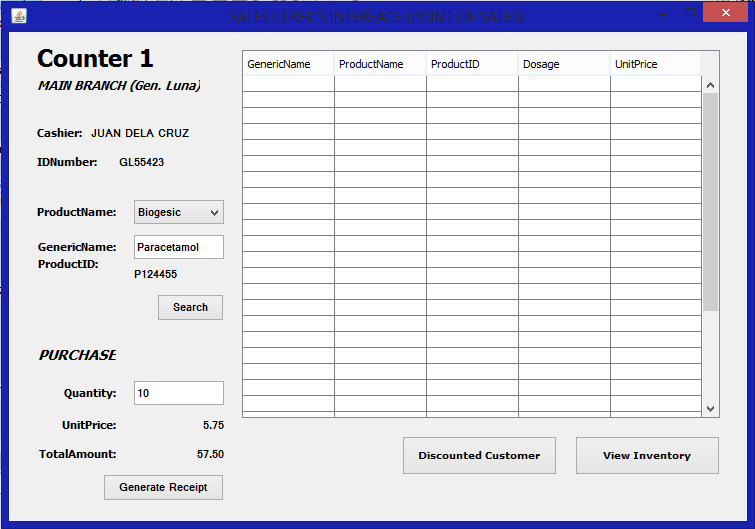 SALES CLREK'S INTERFACE (POINT OF SALES)
Counter 1
MAIN BRANCH (Gen. Luna)
Cashier: JUAN DELA CRUZ
IDNumber: GL55423
ProductName: Biogesic
GenericName: Paracetamol
ProductID: P124455
Search
PURCHASE
Quantity: 10
UnitPrice: 5.75
TotalAmount: 57.50
Generate Receipt
GenericName ProductName ProductID Dosage UnitPrice
Discounted Customer View Inventory